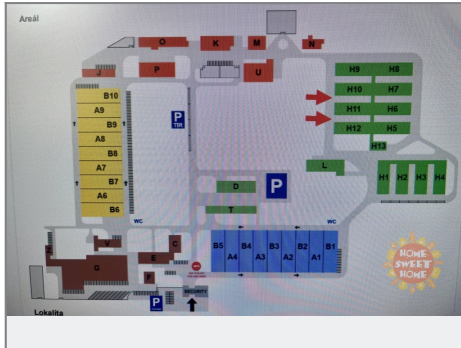 Areál
O
K
M
N
P
J
U
H9 H8
H10 H7
H11 H6
H12 H5
H13
B10
A9
B9
A8
B8
A7
B7
A6
B6
P
TIR
L
H1 H2 H3 H4
D
P
T
WC
WC
B5 B4 B3 B2 B1
A4 A3 A2 A1
V
C
E
G
F
HOME
SWEET
HOME
P
SECURITY
Lokalita